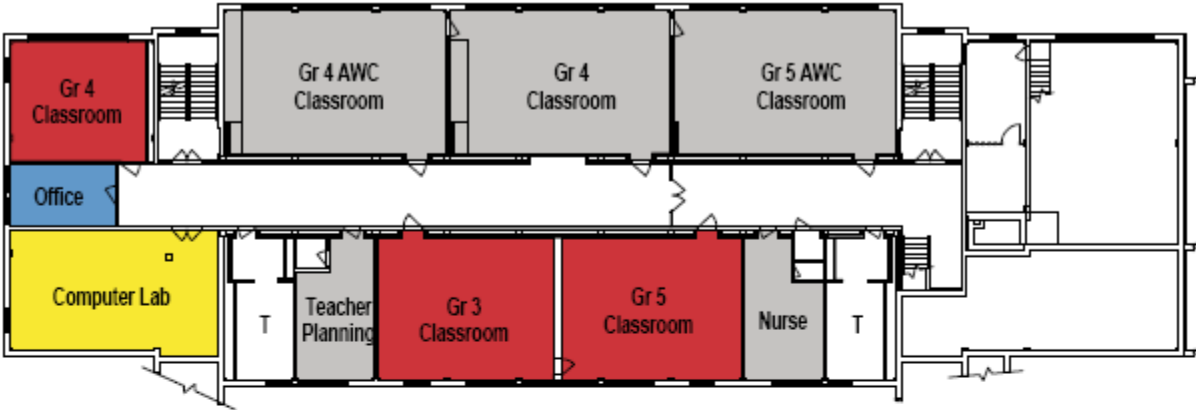 Gr 4
Classroom
Gr 4 AWC
Classroom
Gr 4
Classroom
Gr 5 AWC
Classroom
Office
Computer Lab
T
Teacher
Planning
Gr 3
Classroom
Gr 5
Classroom
Nurse
T